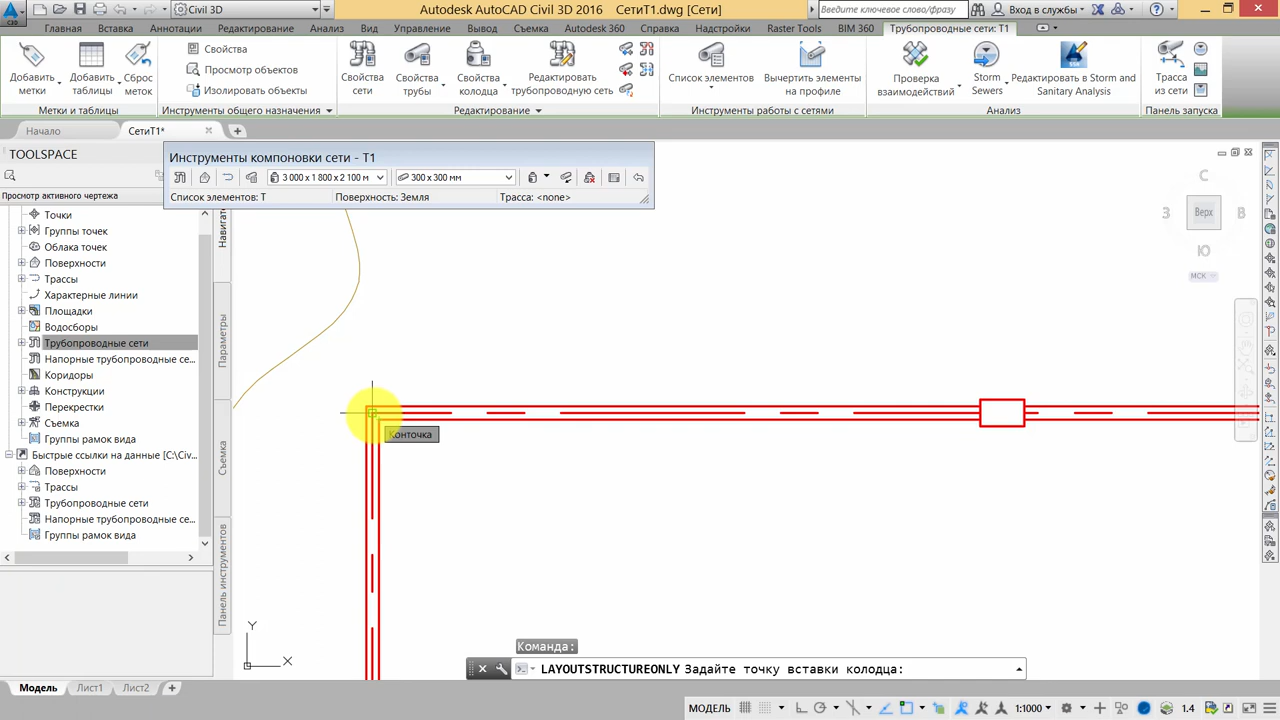 CIV
Civil 3D
Autodesk AutoCAD Civil 3D 2016 СетиТ1.dwg [Сети]
Введите ключевое слово/фразу
Вход в службы
Главная
Вставка
Аннотации
Редактирование
Анализ
Вид
Управление
Вывод
Съемка
Autodesk 360
Справка
Надстройки
Raster Tools
BIM 360
Трубопроводные сети: Т1
Добавить метки
Добавить таблицы
Сброс меток
Свойства
Просмотр объектов
Изолировать объекты
Свойства сети
Свойства трубы
Свойства колодца
Редактировать трубопроводную сеть
Список элементов
Вычертить элементы на профиле
Проверка взаимодействий
Storm Sewers
Редактировать в Storm and Sanitary Analysis
Трасса из сети
Метки и таблицы
Инструменты общего назначения
Редактирование
Инструменты работы с сетями
Анализ
Панель запуска
Начало
СетиТ1*
TOOLSPACE
Инструменты компоновки сети - Т1
3 000 x 1 800 x 2 100 м
300 x 300 мм
Список элементов: Т
Поверхность: Земля
Трасса: <none>
Просмотр активного чертежа
Точки
Группы точек
Облака точек
Поверхности
Трассы
Характерные линии
Площадки
Водосборы
Трубопроводные сети
Напорные трубопроводные се...
Коридоры
Конструкции
Перекрестки
Съемка
Группы рамок вида
Быстрые ссылки на данные [C:\Civ...
Поверхности
Трассы
Трубопроводные сети
Напорные трубопроводные се...
Группы рамок вида
Навигат
Параметры
Съемка
Панель инструментов
С
З
Верх
В
Ю
МСК
Конточка
Y
X
Команда:
LAYOUTSTRUCTUREONLY Задайте точку вставки колодца:
Модель
Лист1
Лист2
МОДЕЛЬ
1:1000
1.4